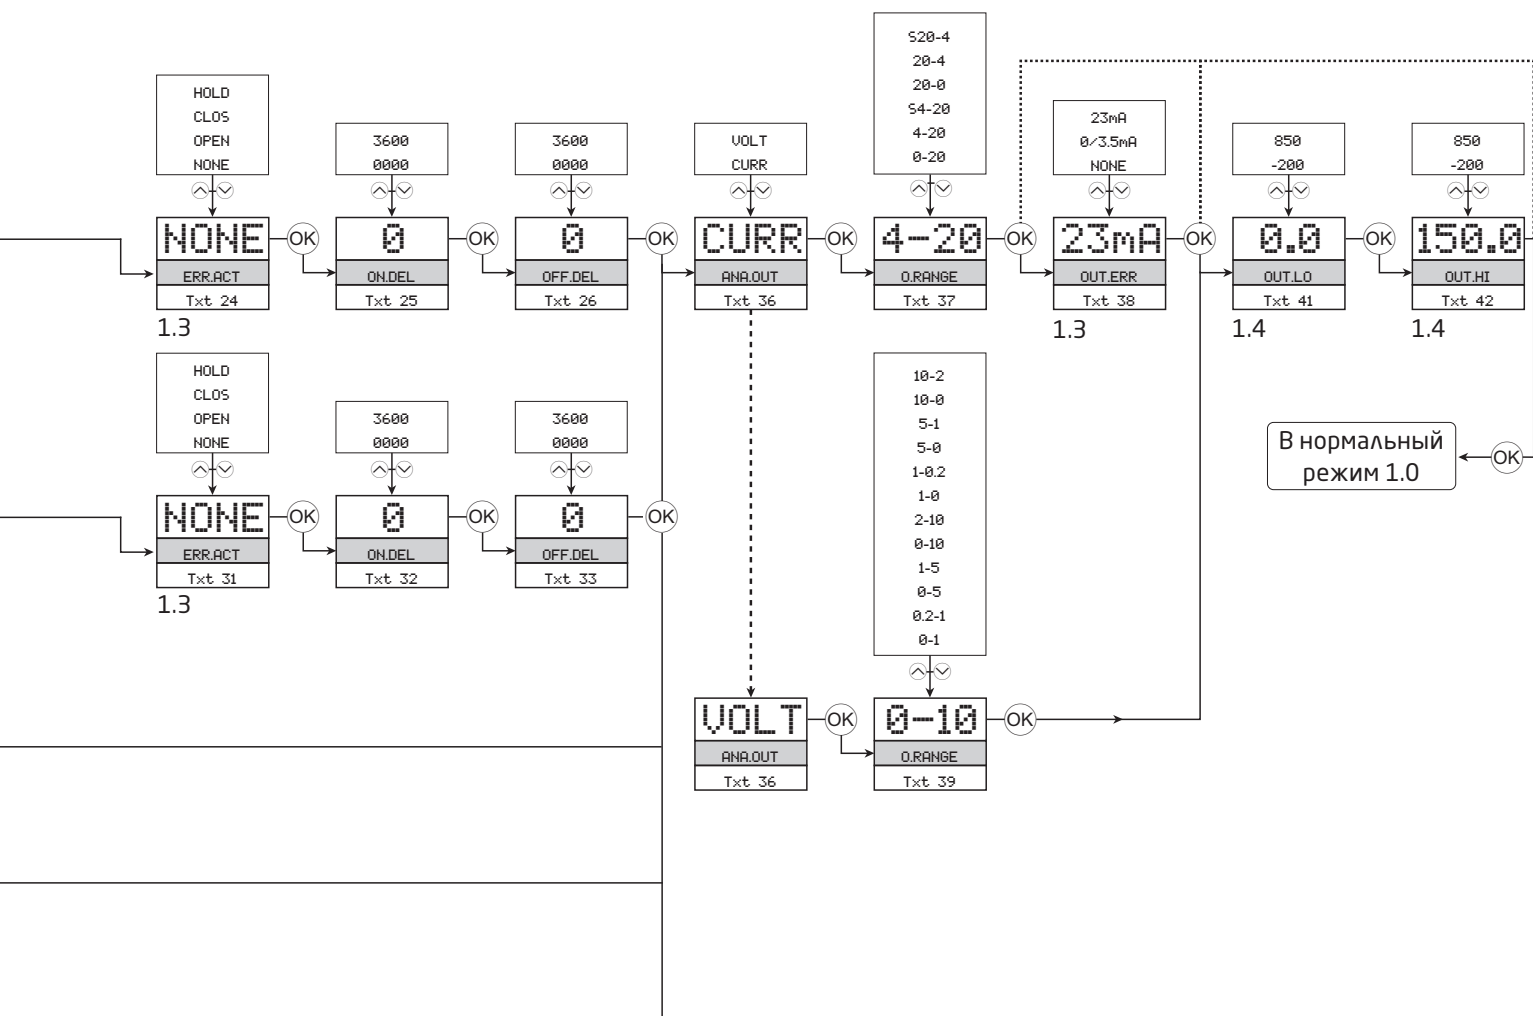 HOLD
CLOS
OPEN
NONE
NONE
ERR.ACT
Txt 24
1.3
OK
3600
0000
0
ON.DEL
Txt 25
OK
3600
0000
0
OFF.DEL
Txt 26
OK
VOLT
CURR
CURR
ANA.OUT
Txt 36
OK
S20-4
20-4
20-0
S4-20
4-20
0-20
4-20
O.RANGE
Txt 37
OK
23mA
0/3.5mA
NONE
23mA
OUT.ERR
Txt 38
1.3
OK
850
-200
0.0
OUT.LO
Txt 41
1.4
OK
850
-200
150.0
OUT.HI
Txt 42
1.4
HOLD
CLOS
OPEN
NONE
NONE
ERR.ACT
Txt 31
1.3
OK
3600
0000
0
ON.DEL
Txt 32
OK
3600
0000
0
OFF.DEL
Txt 33
OK
10-2
10-0
5-1
5-0
1-0.2
1-0
2-10
0-10
1-5
0-5
0.2-1
0-1
В нормальный
режим 1.0
OK
VOLT
ANA.OUT
Txt 36
OK
0-10
O.RANGE
Txt 39
OK